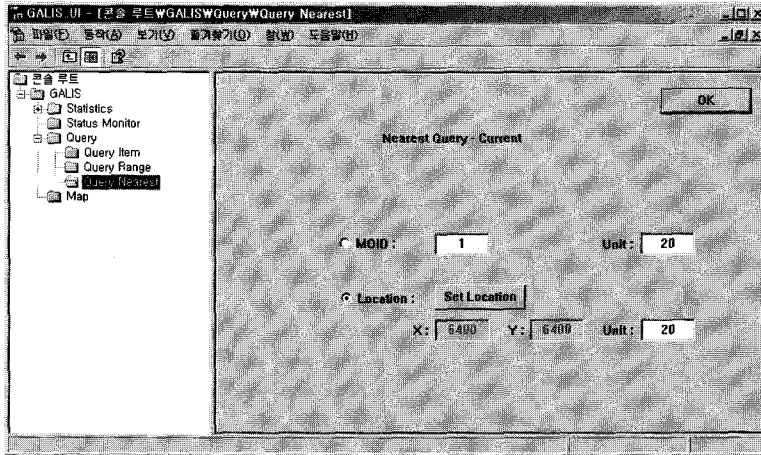 GALIS_UI - [콘솔 루트₩GALIS₩Query₩Query Nearest]
파일(F) 동작(A) 보기(V) 즐겨찾기(O) 창(W) 도움말(H)
콘솔 루트
GALIS
Statistics
Status Monitor
Query
Query Item
Query Range
Query Nearest
Map
OK
Nearest Query - Current
MOID : 1 Unit : 20
Location : Set Location
X : 6400 Y : 6400 Unit : 20